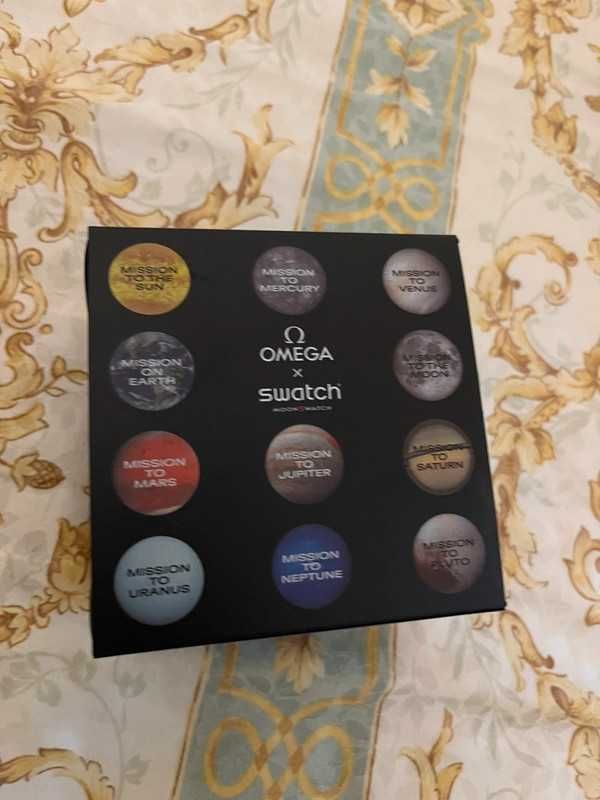 MISSION
TO THE
SUN
MISSION
TO
MERCURY
MISSION
TO
VENUS
MISSION
ON
EARTH
Ω
OMEGA
x
swatch
MOONSWATCH
MISSION
TO THE
MOON
MISSION
TO
MARS
MISSION
TO
JUPITER
MISSION
TO
SATURN
MISSION
TO
URANUS
MISSION
TO
NEPTUNE
MISSION
TO
PLUTO